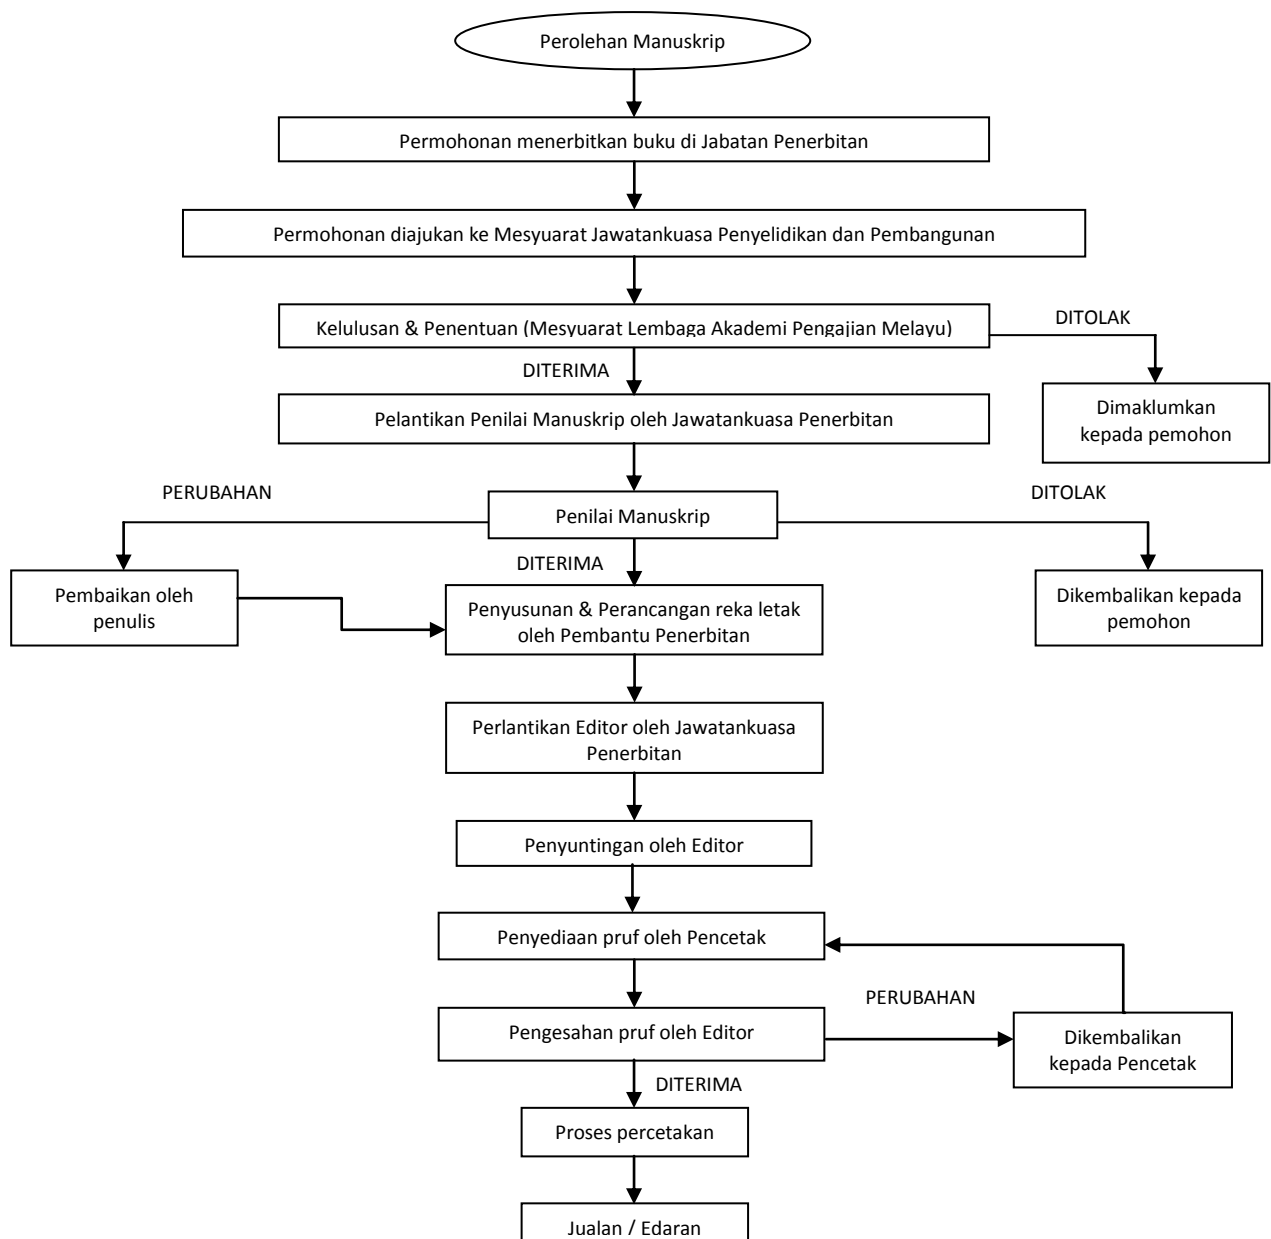 Perolehan Manuskrip
Permohonan menerbitkan buku di Jabatan Penerbitan
Permohonan diajukan ke Mesyuarat Jawatankuasa Penyelidikan dan Pembangunan
Kelulusan & Penentuan (Mesyuarat Lembaga Akademi Pengajian Melayu)
DITOLAK
DITERIMA
Dimaklumkan
kepada pemohon
Pelantikan Penilai Manuskrip oleh Jawatankuasa Penerbitan
PERUBAHAN
Penilai Manuskrip
DITOLAK
DITERIMA
Pembaikan oleh
penulis
Penyusunan & Perancangan reka letak
oleh Pembantu Penerbitan
Dikembalikan kepada
pemohon
Perlantikan Editor oleh Jawatankuasa
Penerbitan
Penyuntingan oleh Editor
Penyediaan pruf oleh Pencetak
PERUBAHAN
Pengesahan pruf oleh Editor
Dikembalikan
kepada Pencetak
DITERIMA
Proses percetakan
Jualan / Edaran